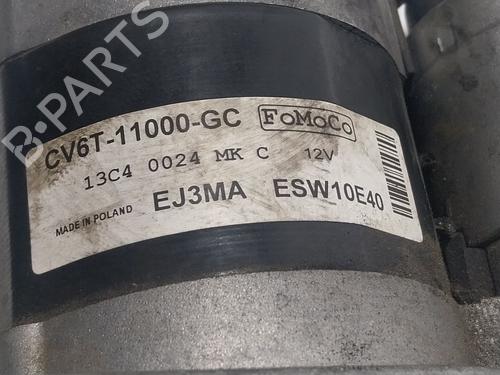 B-PARTS
CV6T-11000-GC FoMoCo
13C4 0024 MK C 12V
MADE IN POLAND EJ3MA ESW10E40